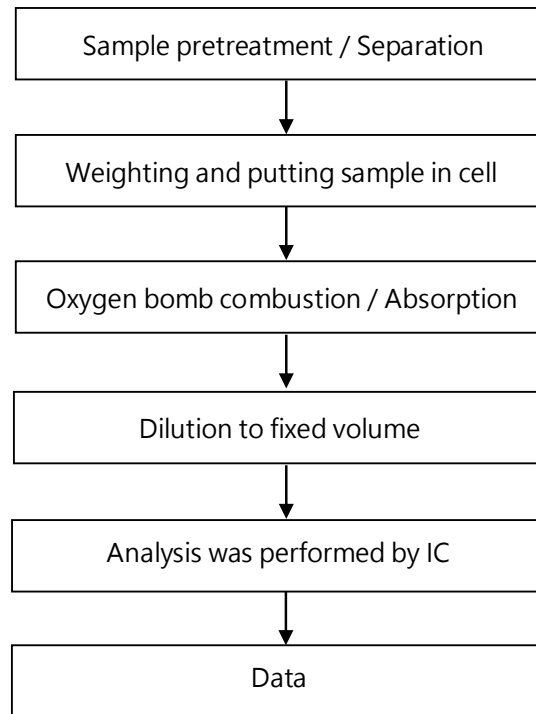 Sample pretreatment / Separation
Weighting and putting sample in cell
Oxygen bomb combustion / Absorption
Dilution to fixed volume
Analysis was performed by IC
Data